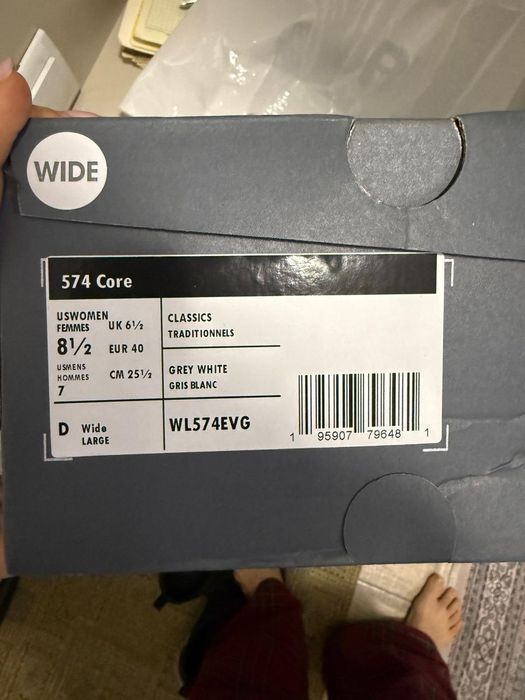 WIDE
574 Core
USWOMEN
FEMMES
8½
USMENS
HOMMES
7
UK 6½
EUR 40
CM 25½
CLASSICS
TRADITIONNELS
GREY WHITE
GRIS BLANC
D Wide
LARGE
WL574EVG
1 95907 79648 1